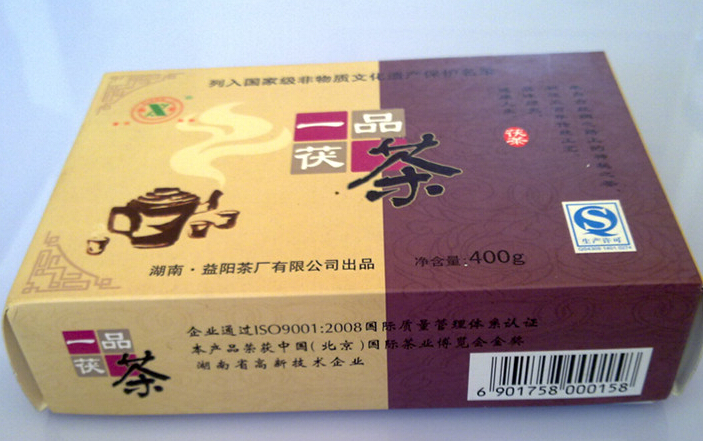 列入国家级非物质文化遗产保护名录
一品
茯茶
茯茶
生产许可
净含量:400g
湖南·益阳茶厂有限公司出品
一品
茯茶
企业通过ISO9001:2008国际质量管理体系认证
本产品荣获中国(北京)国际茶业博览会金奖
湖南省高新技术企业
6 901758 000158